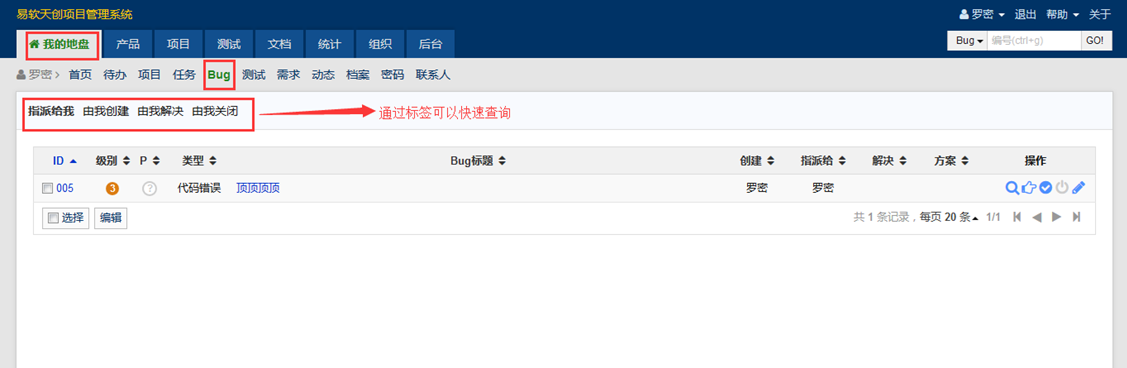 易软天创项目管理系统
罗密 退出 帮助 关于
我的地盘 产品 项目 测试 文档 统计 组织 后台
Bug 编号(ctrl+g) GO!
罗密 首页 待办 项目 任务 Bug 测试 需求 动态 档案 密码 联系人
指派给我 由我创建 由我解决 由我关闭
通过标签可以快速查询
ID 级别 P 类型 Bug标题 创建 指派给 解决 方案 操作
005 3 ? 代码错误 顶顶顶顶 罗密 罗密
选择 编辑 共 1 条记录，每页 20 条 1/1